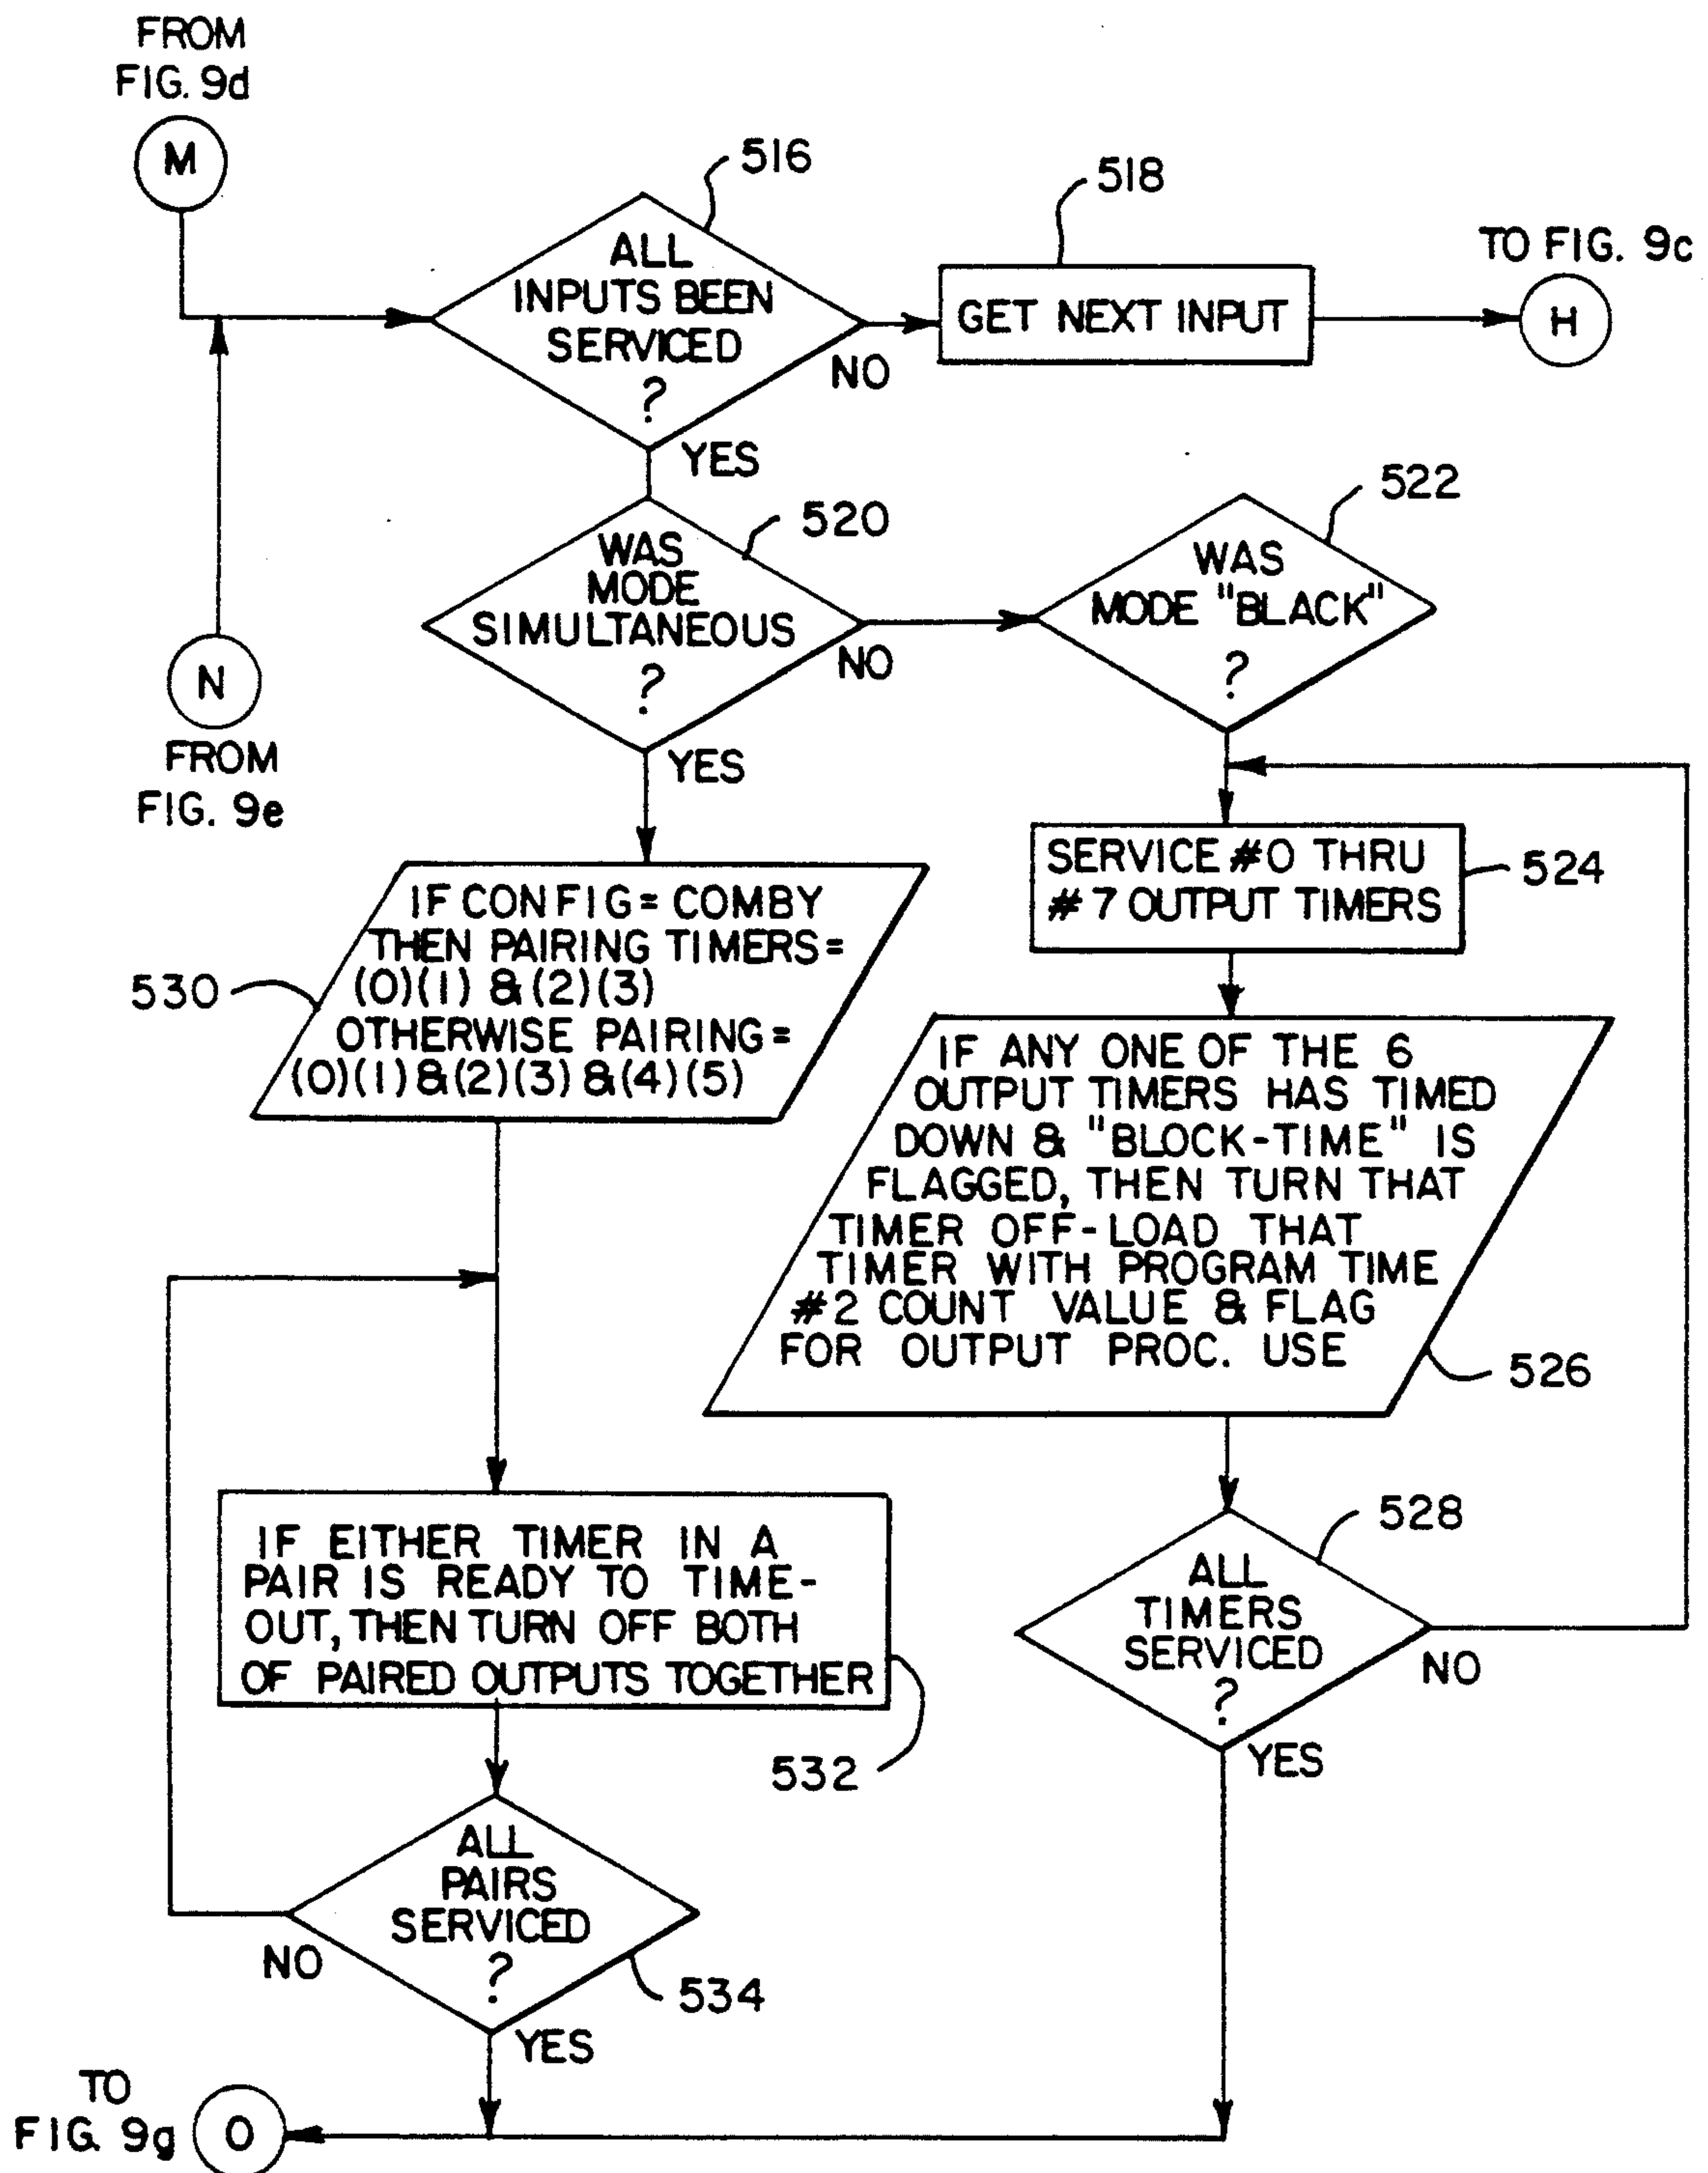 FROM
FIG. 9d
M
516
ALL
INPUTS BEEN
SERVICED
?
NO
YES
518
GET NEXT INPUT
TO FIG. 9c
H
N
FROM
FIG. 9e
520
WAS
MODE
SIMULTANEOUS
?
NO
YES
522
WAS
MODE "BLACK"
?
SERVICE #0 THRU
#7 OUTPUT TIMERS
524
530
IF CONFIG = COMBY
THEN PAIRING TIMERS =
(0)(1) & (2)(3)
OTHERWISE PAIRING =
(0)(1)&(2)(3)&(4)(5)
IF ANY ONE OF THE 6
OUTPUT TIMERS HAS TIMED
DOWN & "BLOCK-TIME" IS
FLAGGED, THEN TURN THAT
TIMER OFF-LOAD THAT
TIMER WITH PROGRAM TIME
#2 COUNT VALUE & FLAG
FOR OUTPUT PROC. USE
526
528
ALL
TIMERS
SERVICED
?
NO
YES
IF EITHER TIMER IN A
PAIR IS READY TO TIME-
OUT, THEN TURN OFF BOTH
OF PAIRED OUTPUTS TOGETHER
532
ALL
PAIRS
SERVICED
?
NO
534
YES
TO
FIG. 9g
O